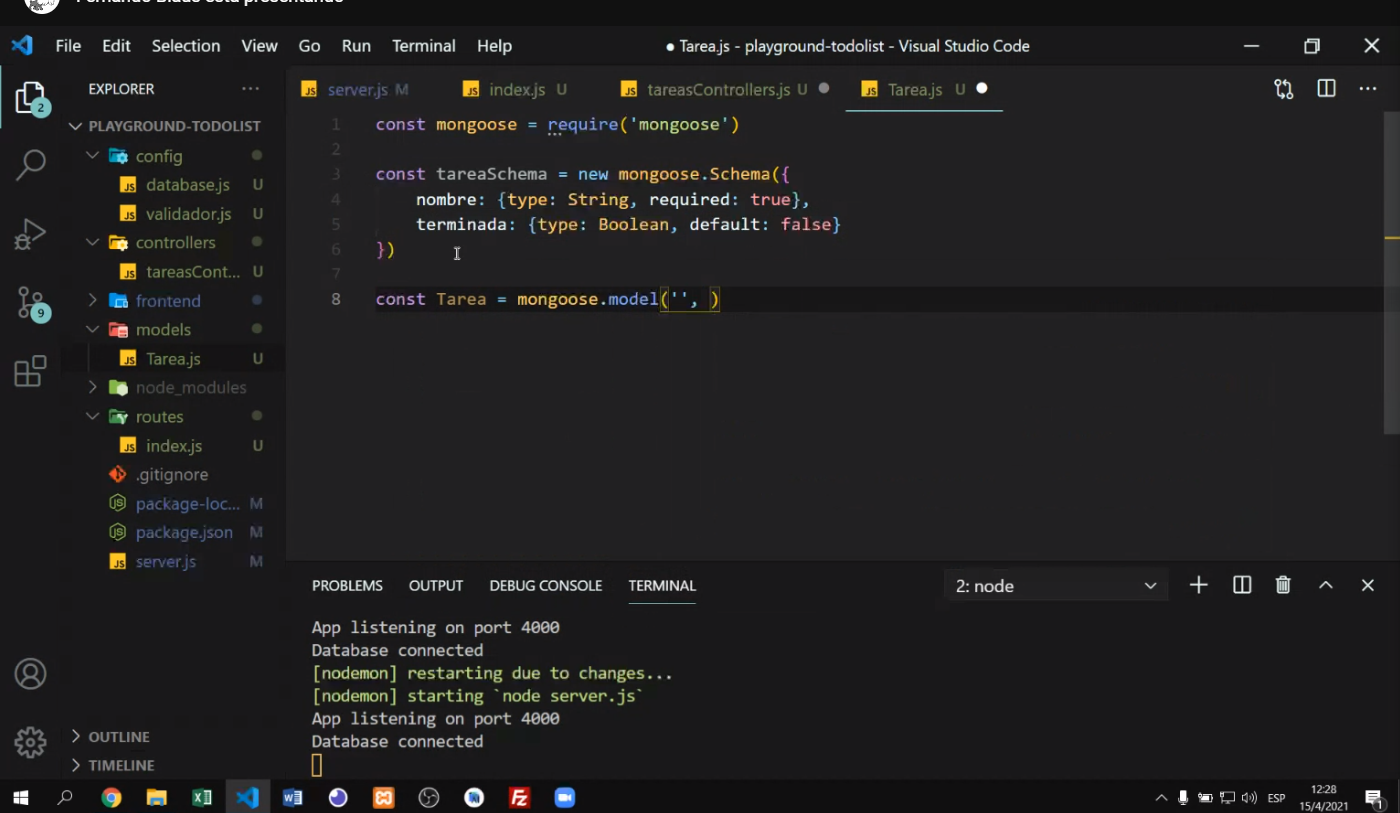 Fernando Blade está presentando
File Edit Selection View Go Run Terminal Help
● Tarea.js - playground-todolist - Visual Studio Code
EXPLORER
server.js M
index.js U
tareasControllers.js U
Tarea.js U
2
PLAYGROUND-TODOLIST
config
database.js U
validador.js U
controllers
tareasCont... U
frontend
models
Tarea.js U
node_modules
routes
index.js U
.gitignore
package-loc... M
package.json M
server.js M
9
OUTLINE
TIMELINE
1 const mongoose = require('mongoose')
2
3 const tareaSchema = new mongoose.Schema({
4 nombre: {type: String, required: true},
5 terminada: {type: Boolean, default: false}
6 })
7
8 const Tarea = mongoose.model('', )
PROBLEMS OUTPUT DEBUG CONSOLE TERMINAL
2: node
App listening on port 4000
Database connected
[nodemon] restarting due to changes...
[nodemon] starting `node server.js`
App listening on port 4000
Database connected
ESP
12:28
15/4/2021
1